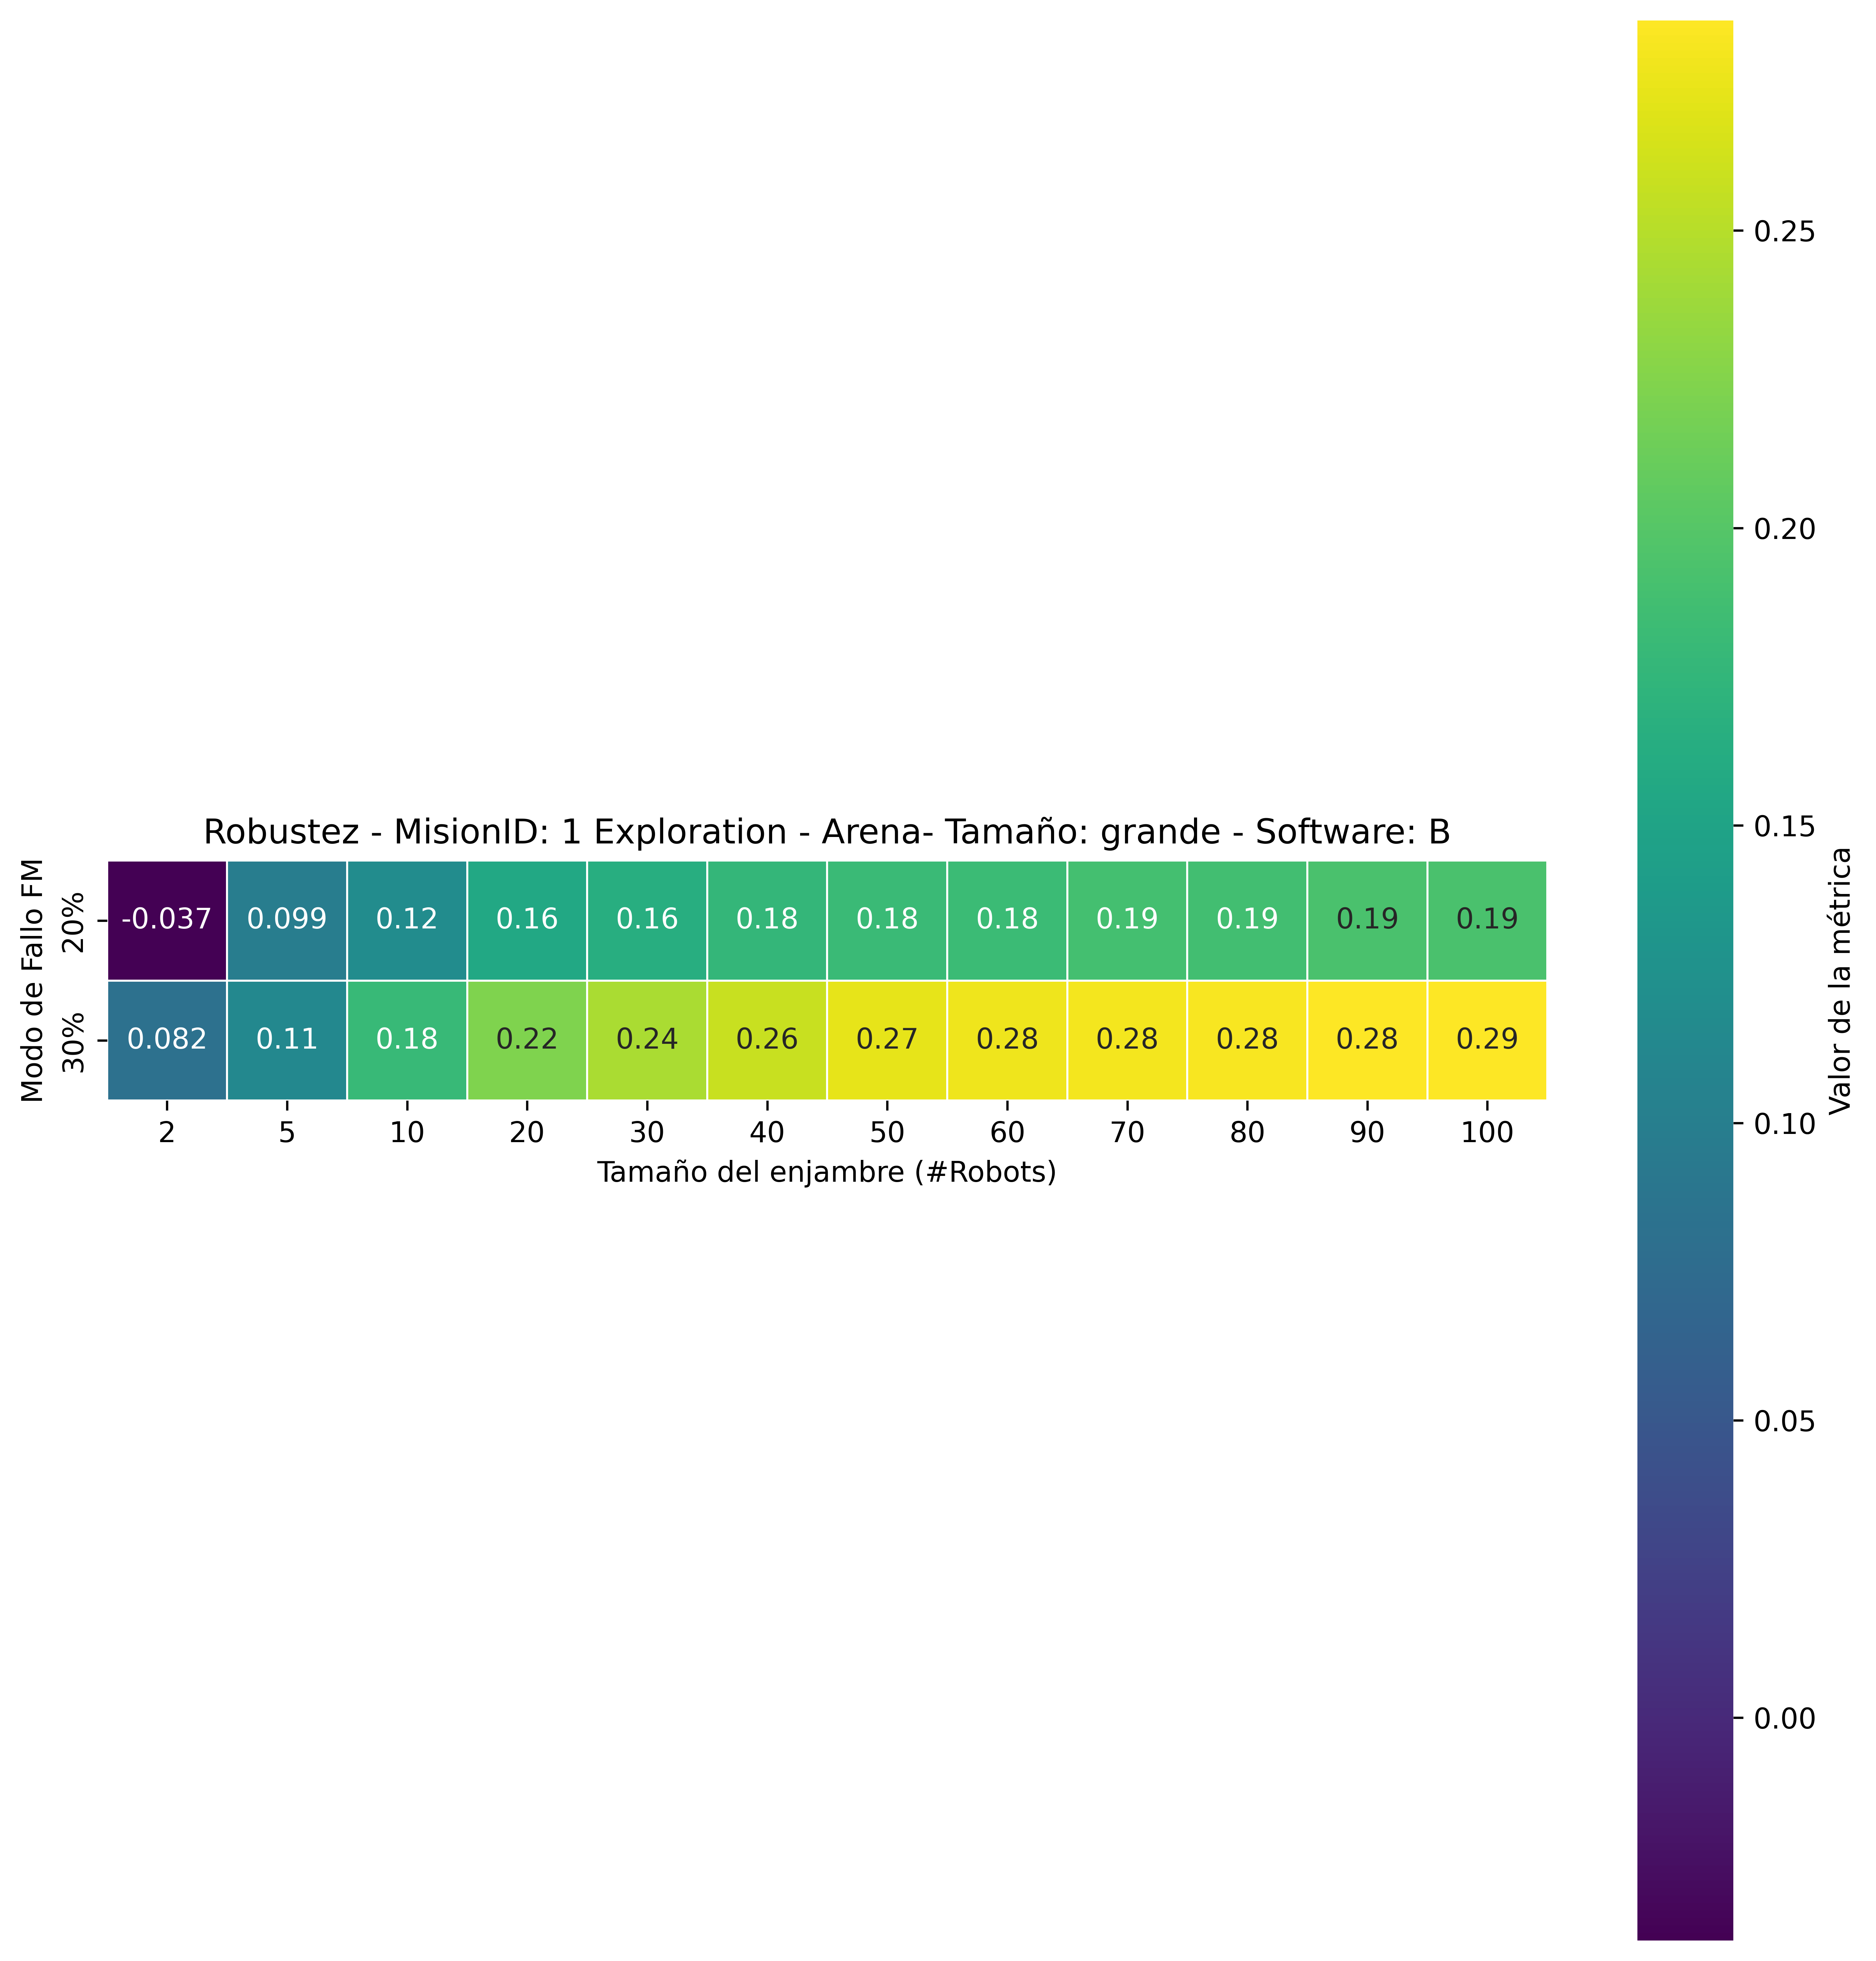 Robustez - MisionID: 1 Exploration - Arena- Tamaño: grande - Software: B
Modo de Fallo FM
20%
-0.037 0.099 0.12 0.16 0.16 0.18 0.18 0.18 0.19 0.19 0.19 0.19
30%
0.082 0.11 0.18 0.22 0.24 0.26 0.27 0.28 0.28 0.28 0.28 0.29
2 5 10 20 30 40 50 60 70 80 90 100
Tamaño del enjambre (#Robots)
0.25
0.20
0.15
0.10
0.05
0.00
Valor de la métrica